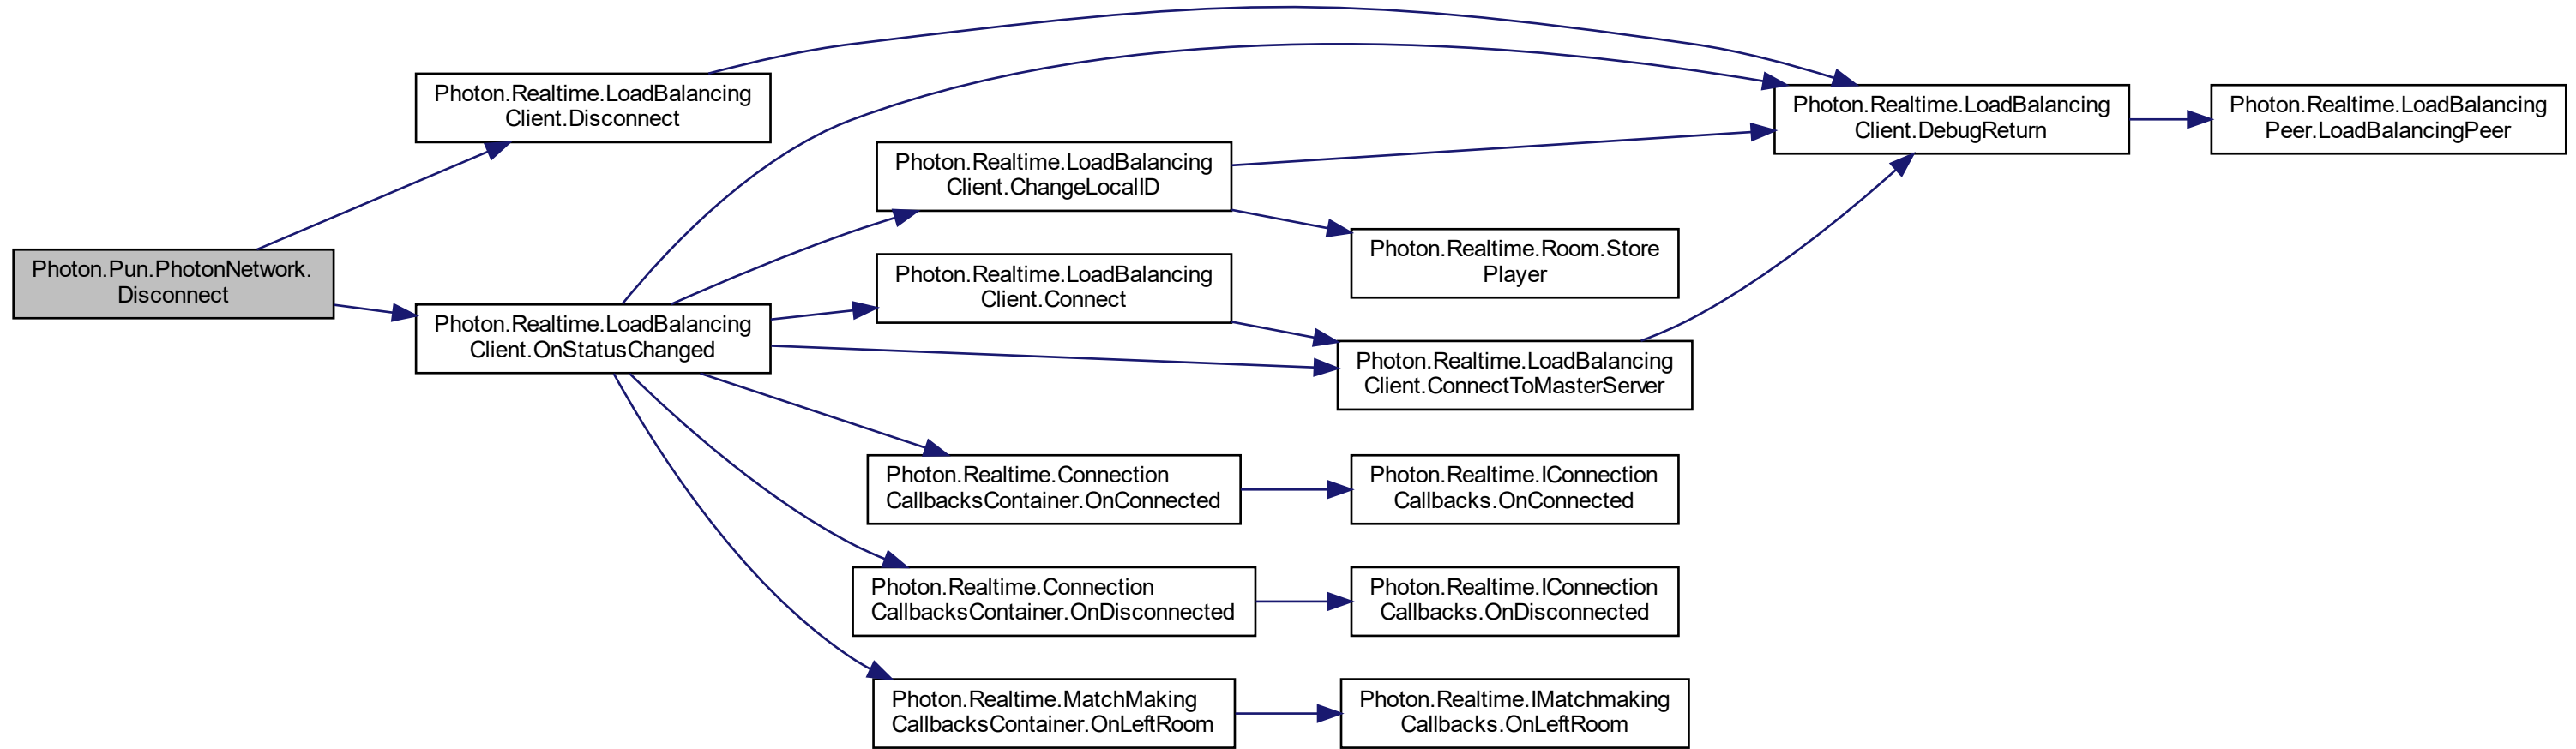 Photon.Pun.PhotonNetwork.
Disconnect
Photon.Realtime.LoadBalancing
Client.Disconnect
Photon.Realtime.LoadBalancing
Client.OnStatusChanged
Photon.Realtime.LoadBalancing
Client.ChangeLocalID
Photon.Realtime.LoadBalancing
Client.Connect
Photon.Realtime.Connection
CallbacksContainer.OnConnected
Photon.Realtime.Connection
CallbacksContainer.OnDisconnected
Photon.Realtime.MatchMaking
CallbacksContainer.OnLeftRoom
Photon.Realtime.Room.Store
Player
Photon.Realtime.LoadBalancing
Client.ConnectToMasterServer
Photon.Realtime.IConnection
Callbacks.OnConnected
Photon.Realtime.IConnection
Callbacks.OnDisconnected
Photon.Realtime.IMatchmaking
Callbacks.OnLeftRoom
Photon.Realtime.LoadBalancing
Client.DebugReturn
Photon.Realtime.LoadBalancing
Peer.LoadBalancingPeer